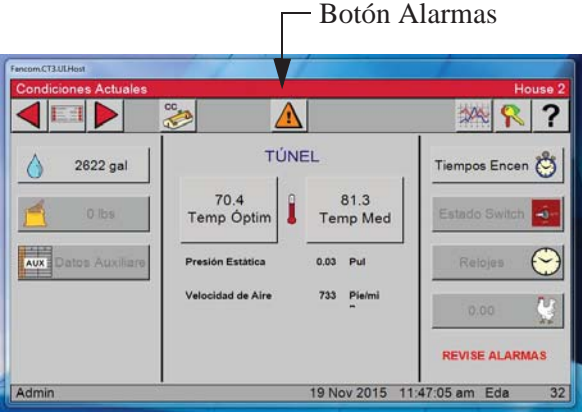 Botón Alarmas
Fancom.CT3.UI.Host
Condiciones Actuales House 2
CC
?
TÚNEL
2622 gal
70.4
Temp Óptim
81.3
Temp Med
Tiempos Encen
0 lbs
Estado Switch
AUX Datos Auxiliare
Presión Estática 0.03 Pul
Relojes
Velocidad de Aire 733 Pie/mi
0.00
REVISE ALARMAS
Admin 19 Nov 2015 11:47:05 am Eda 32